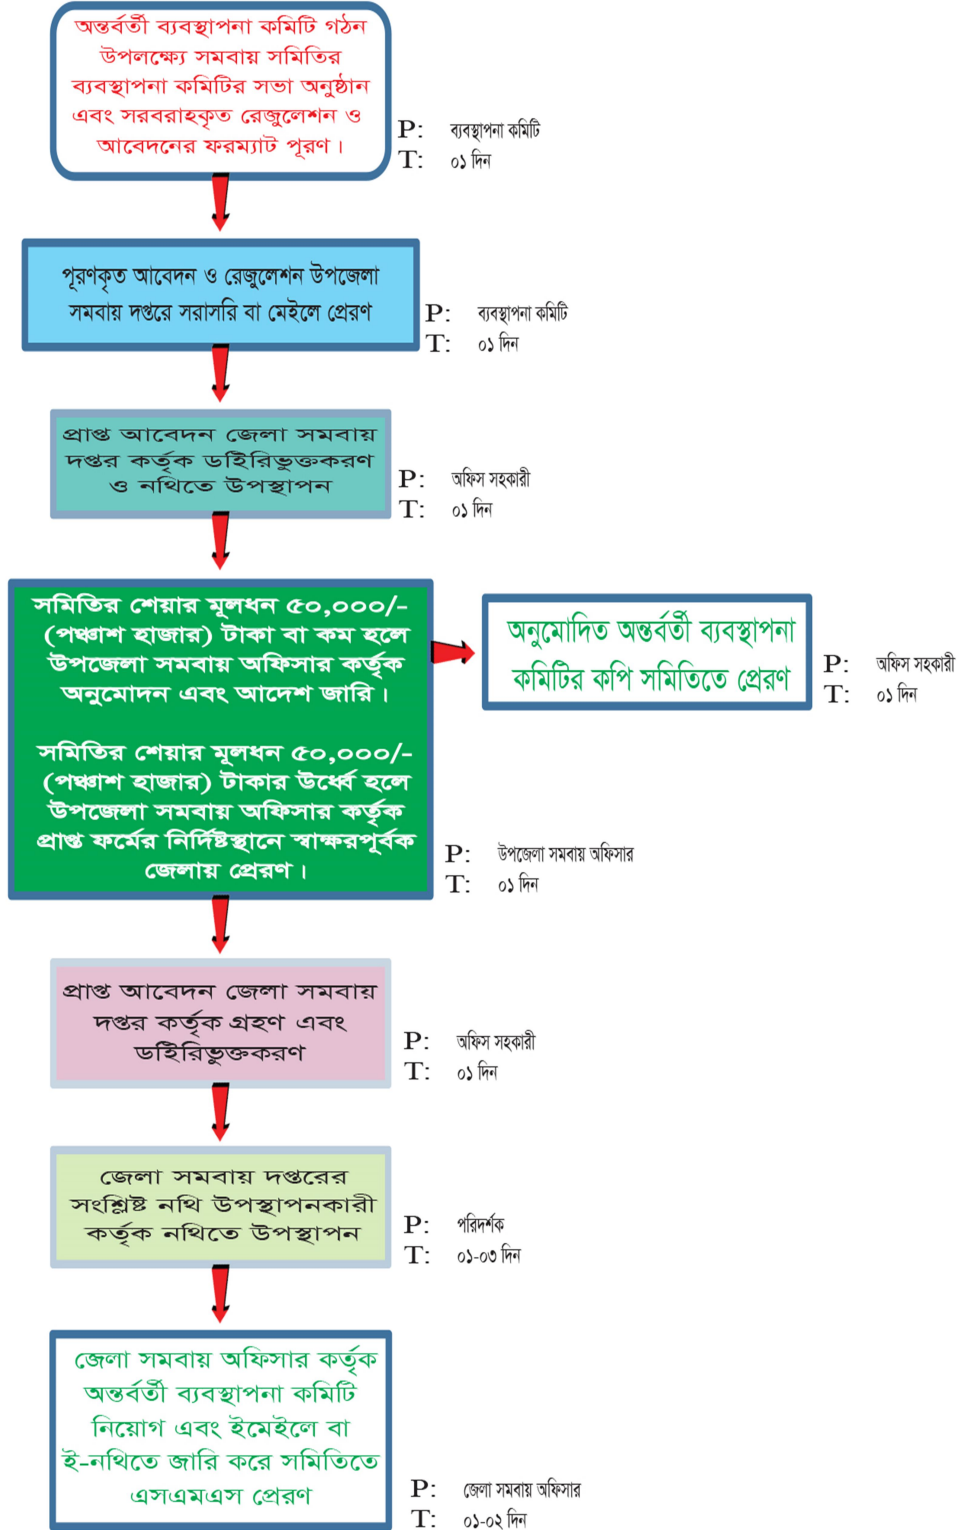 অন্তর্বর্তী ব্যবস্থাপনা কমিটি গঠন
উপলক্ষ্যে সমবায় সমিতির
ব্যবস্থাপনা কমিটির সভা অনুষ্ঠান
এবং সরবরাহকৃত রেজুলেশন ও
আবেদনের ফরম্যাট পূরণ।
P: ব্যবস্থাপনা কমিটি
T: ০১ দিন
পূরণকৃত আবেদন ও রেজুলেশন উপজেলা
সমবায় দপ্তরে সরাসরি বা মেইলে প্রেরণ
P: ব্যবস্থাপনা কমিটি
T: ০১ দিন
প্রাপ্ত আবেদন জেলা সমবায়
দপ্তর কর্তৃক ডাইরিভুক্তকরণ
ও নথিতে উপস্থাপন
P: অফিস সহকারী
T: ০১ দিন
সমিতির শেয়ার মূলধন ৫০,০০০/-
(পঞ্চাশ হাজার) টাকা বা কম হলে
উপজেলা সমবায় অফিসার কর্তৃক
অনুমোদন এবং আদেশ জারি।
সমিতির শেয়ার মূলধন ৫০,০০০/-
(পঞ্চাশ হাজার) টাকার উর্ধ্বে হলে
উপজেলা সমবায় অফিসার কর্তৃক
প্রাপ্ত ফর্মের নির্দিষ্টস্থানে স্বাক্ষরপূর্বক
জেলায় প্রেরণ।
P: উপজেলা সমবায় অফিসার
T: ০১ দিন
অনুমোদিত অন্তর্বর্তী ব্যবস্থাপনা
কমিটির কপি সমিতিতে প্রেরণ
P: অফিস সহকারী
T: ০১ দিন
প্রাপ্ত আবেদন জেলা সমবায়
দপ্তর কর্তৃক গ্রহণ এবং
ডাইরিভুক্তকরণ
P: অফিস সহকারী
T: ০১ দিন
জেলা সমবায় দপ্তরের
সংশ্লিষ্ট নথি উপস্থাপনকারী
কর্তৃক নথিতে উপস্থাপন
P: পরিদর্শক
T: ০১-০৩ দিন
জেলা সমবায় অফিসার কর্তৃক
অন্তর্বর্তী ব্যবস্থাপনা কমিটি
নিয়োগ এবং ইমেইলে বা
ই-নথিতে জারি করে সমিতিতে
এসএমএস প্রেরণ
P: জেলা সমবায় অফিসার
T: ০১-০২ দিন